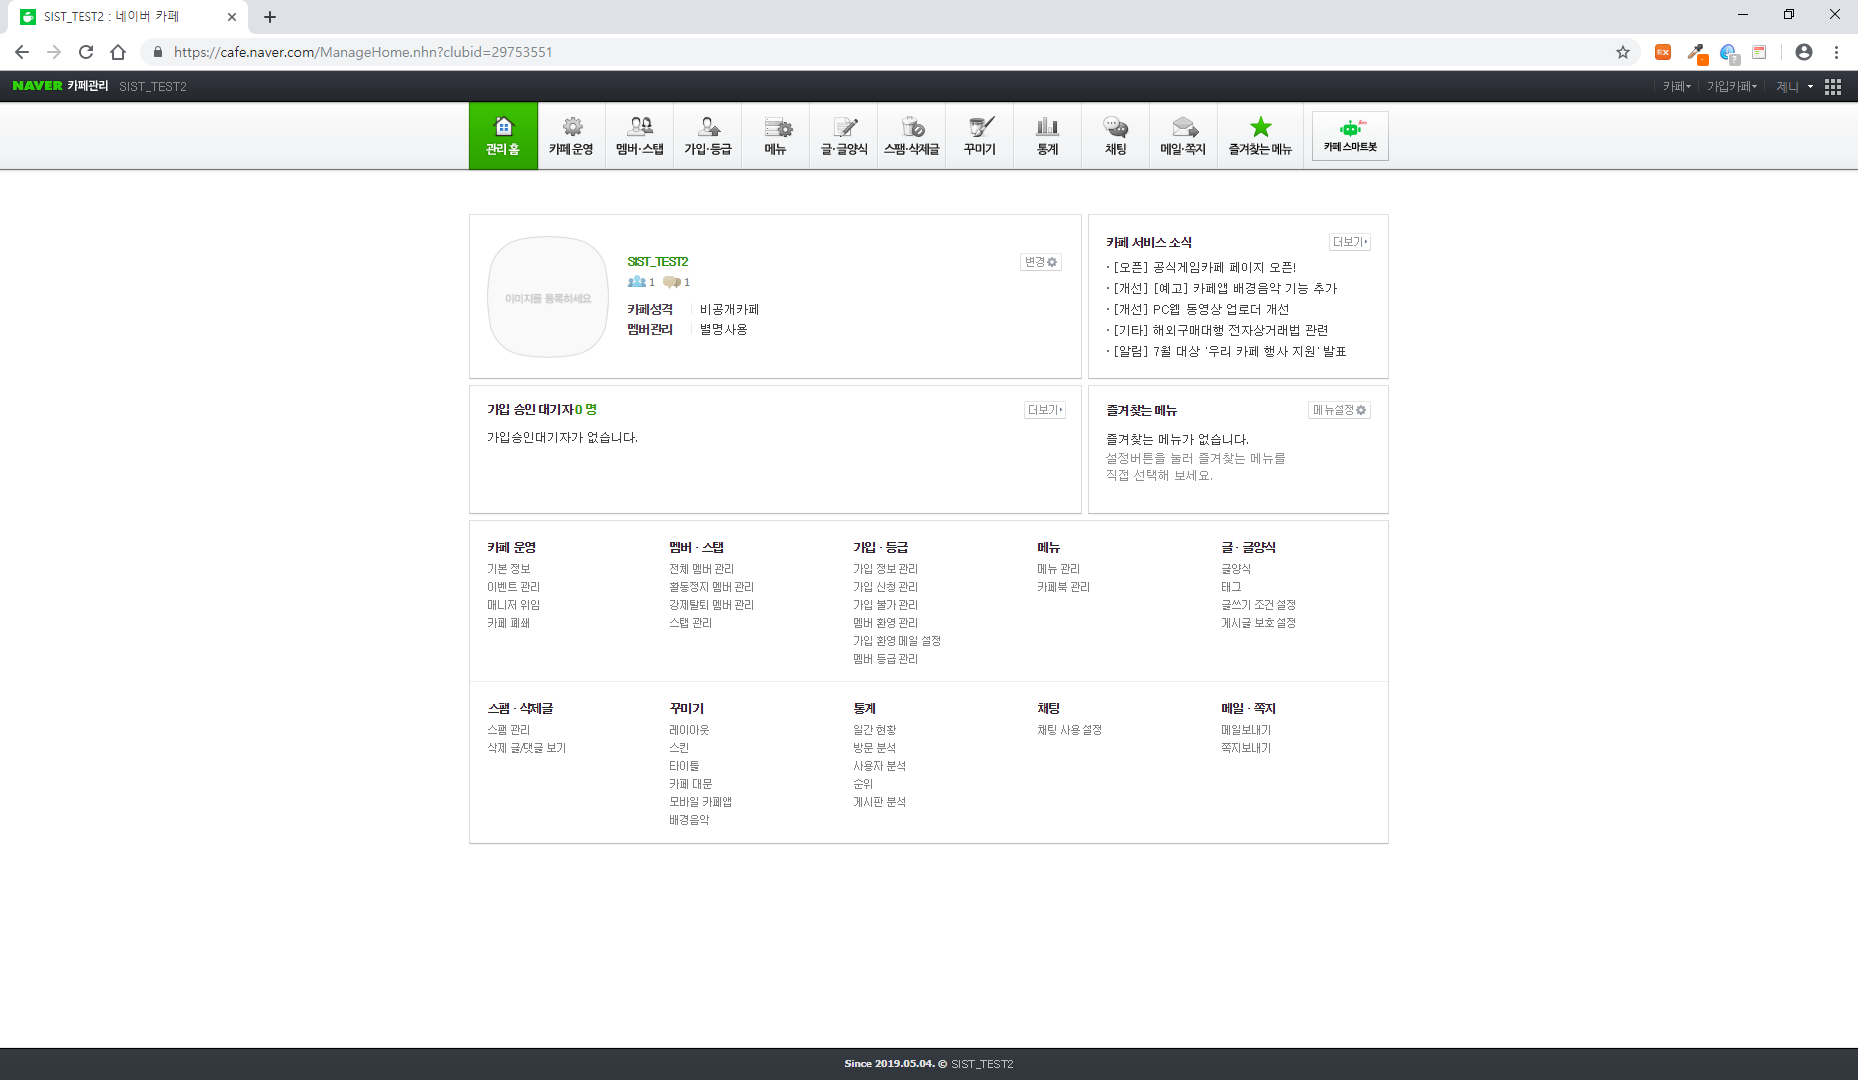 SIST_TEST2 : 네이버 카페
https://cafe.naver.com/ManageHome.nhn?clubid=29753551
NAVER 카페관리 SIST_TEST2 카페 가입카페 제니
관리 홈 카페 운영 멤버·스탭 가입·등급 메뉴 글·글양식 스팸·삭제글 꾸미기 통계 채팅 메일·쪽지 즐겨찾는 메뉴 카페 스마트봇
이미지를 등록하세요
SIST_TEST2
변경
1 1
카페성격 비공개카페
멤버관리 별명사용
카페 서비스 소식 더보기
· [오픈] 공식게임카페 페이지 오픈!
· [개선] [예고] 카페앱 배경음악 기능 추가
· [개선] PC웹 동영상 업로더 개선
· [기타] 해외구매대행 전자상거래법 관련
· [알림] 7월 대상 '우리 카페 행사 지원' 발표
가입 승인 대기자 0 명 더보기
가입승인대기자가 없습니다.
즐겨찾는 메뉴 메뉴설정
즐겨찾는 메뉴가 없습니다.
설정버튼을 눌러 즐겨찾는 메뉴를
직접 선택해 보세요.
카페 운영
기본 정보
이벤트 관리
매니저 위임
카페 폐쇄
멤버 · 스탭
전체 멤버 관리
활동정지 멤버 관리
강제탈퇴 멤버 관리
스탭 관리
가입 · 등급
가입 정보 관리
가입 신청 관리
가입 불가 관리
멤버 환영 관리
가입 환영 메일 설정
멤버 등급 관리
메뉴
메뉴 관리
카페북 관리
글 · 글양식
글양식
태그
글쓰기 조건 설정
게시글 보호 설정
스팸 · 삭제글
스팸 관리
삭제 글/댓글 보기
꾸미기
레이아웃
스킨
타이틀
카페 대문
모바일 카페앱
배경음악
통계
일간 현황
방문 분석
사용자 분석
순위
게시판 분석
채팅
채팅 사용 설정
메일 · 쪽지
메일보내기
쪽지보내기
Since 2019.05.04. © SIST_TEST2